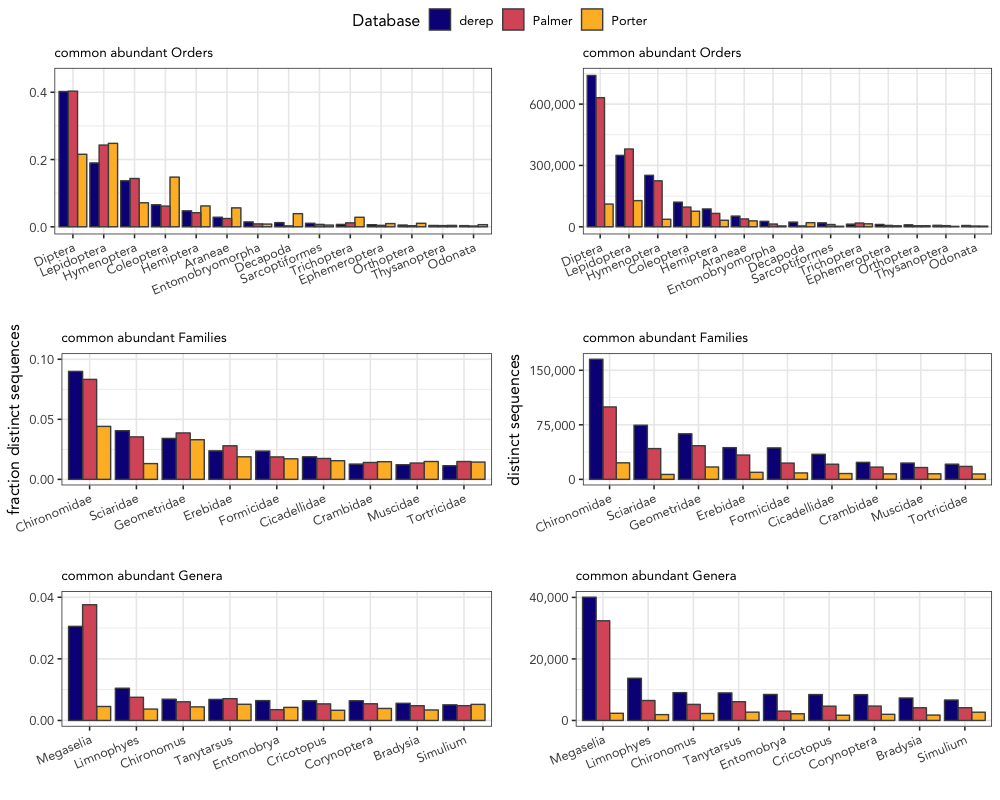 Database derep Palmer Porter
common abundant Orders
0.4
0.2
0.0
Diptera
Lepidoptera
Hymenoptera
Coleoptera
Hemiptera
Araneae
Entomobryomorpha
Decapoda
Sarcoptiformes
Trichoptera
Ephemeroptera
Orthoptera
Thysanoptera
Odonata
common abundant Orders
600,000
300,000
0
Diptera
Lepidoptera
Hymenoptera
Coleoptera
Hemiptera
Araneae
Entomobryomorpha
Decapoda
Sarcoptiformes
Trichoptera
Ephemeroptera
Orthoptera
Thysanoptera
Odonata
fraction distinct sequences
common abundant Families
0.10
0.05
0.00
Chironomidae
Sciaridae
Geometridae
Erebidae
Formicidae
Cicadellidae
Crambidae
Muscidae
Tortricidae
distinct sequences
common abundant Families
150,000
75,000
0
Chironomidae
Sciaridae
Geometridae
Erebidae
Formicidae
Cicadellidae
Crambidae
Muscidae
Tortricidae
common abundant Genera
0.04
0.02
0.00
Megaselia
Limnophyes
Chironomus
Tanytarsus
Entomobrya
Cricotopus
Corynoptera
Bradysia
Simulium
common abundant Genera
40,000
20,000
0
Megaselia
Limnophyes
Chironomus
Tanytarsus
Entomobrya
Cricotopus
Corynoptera
Bradysia
Simulium